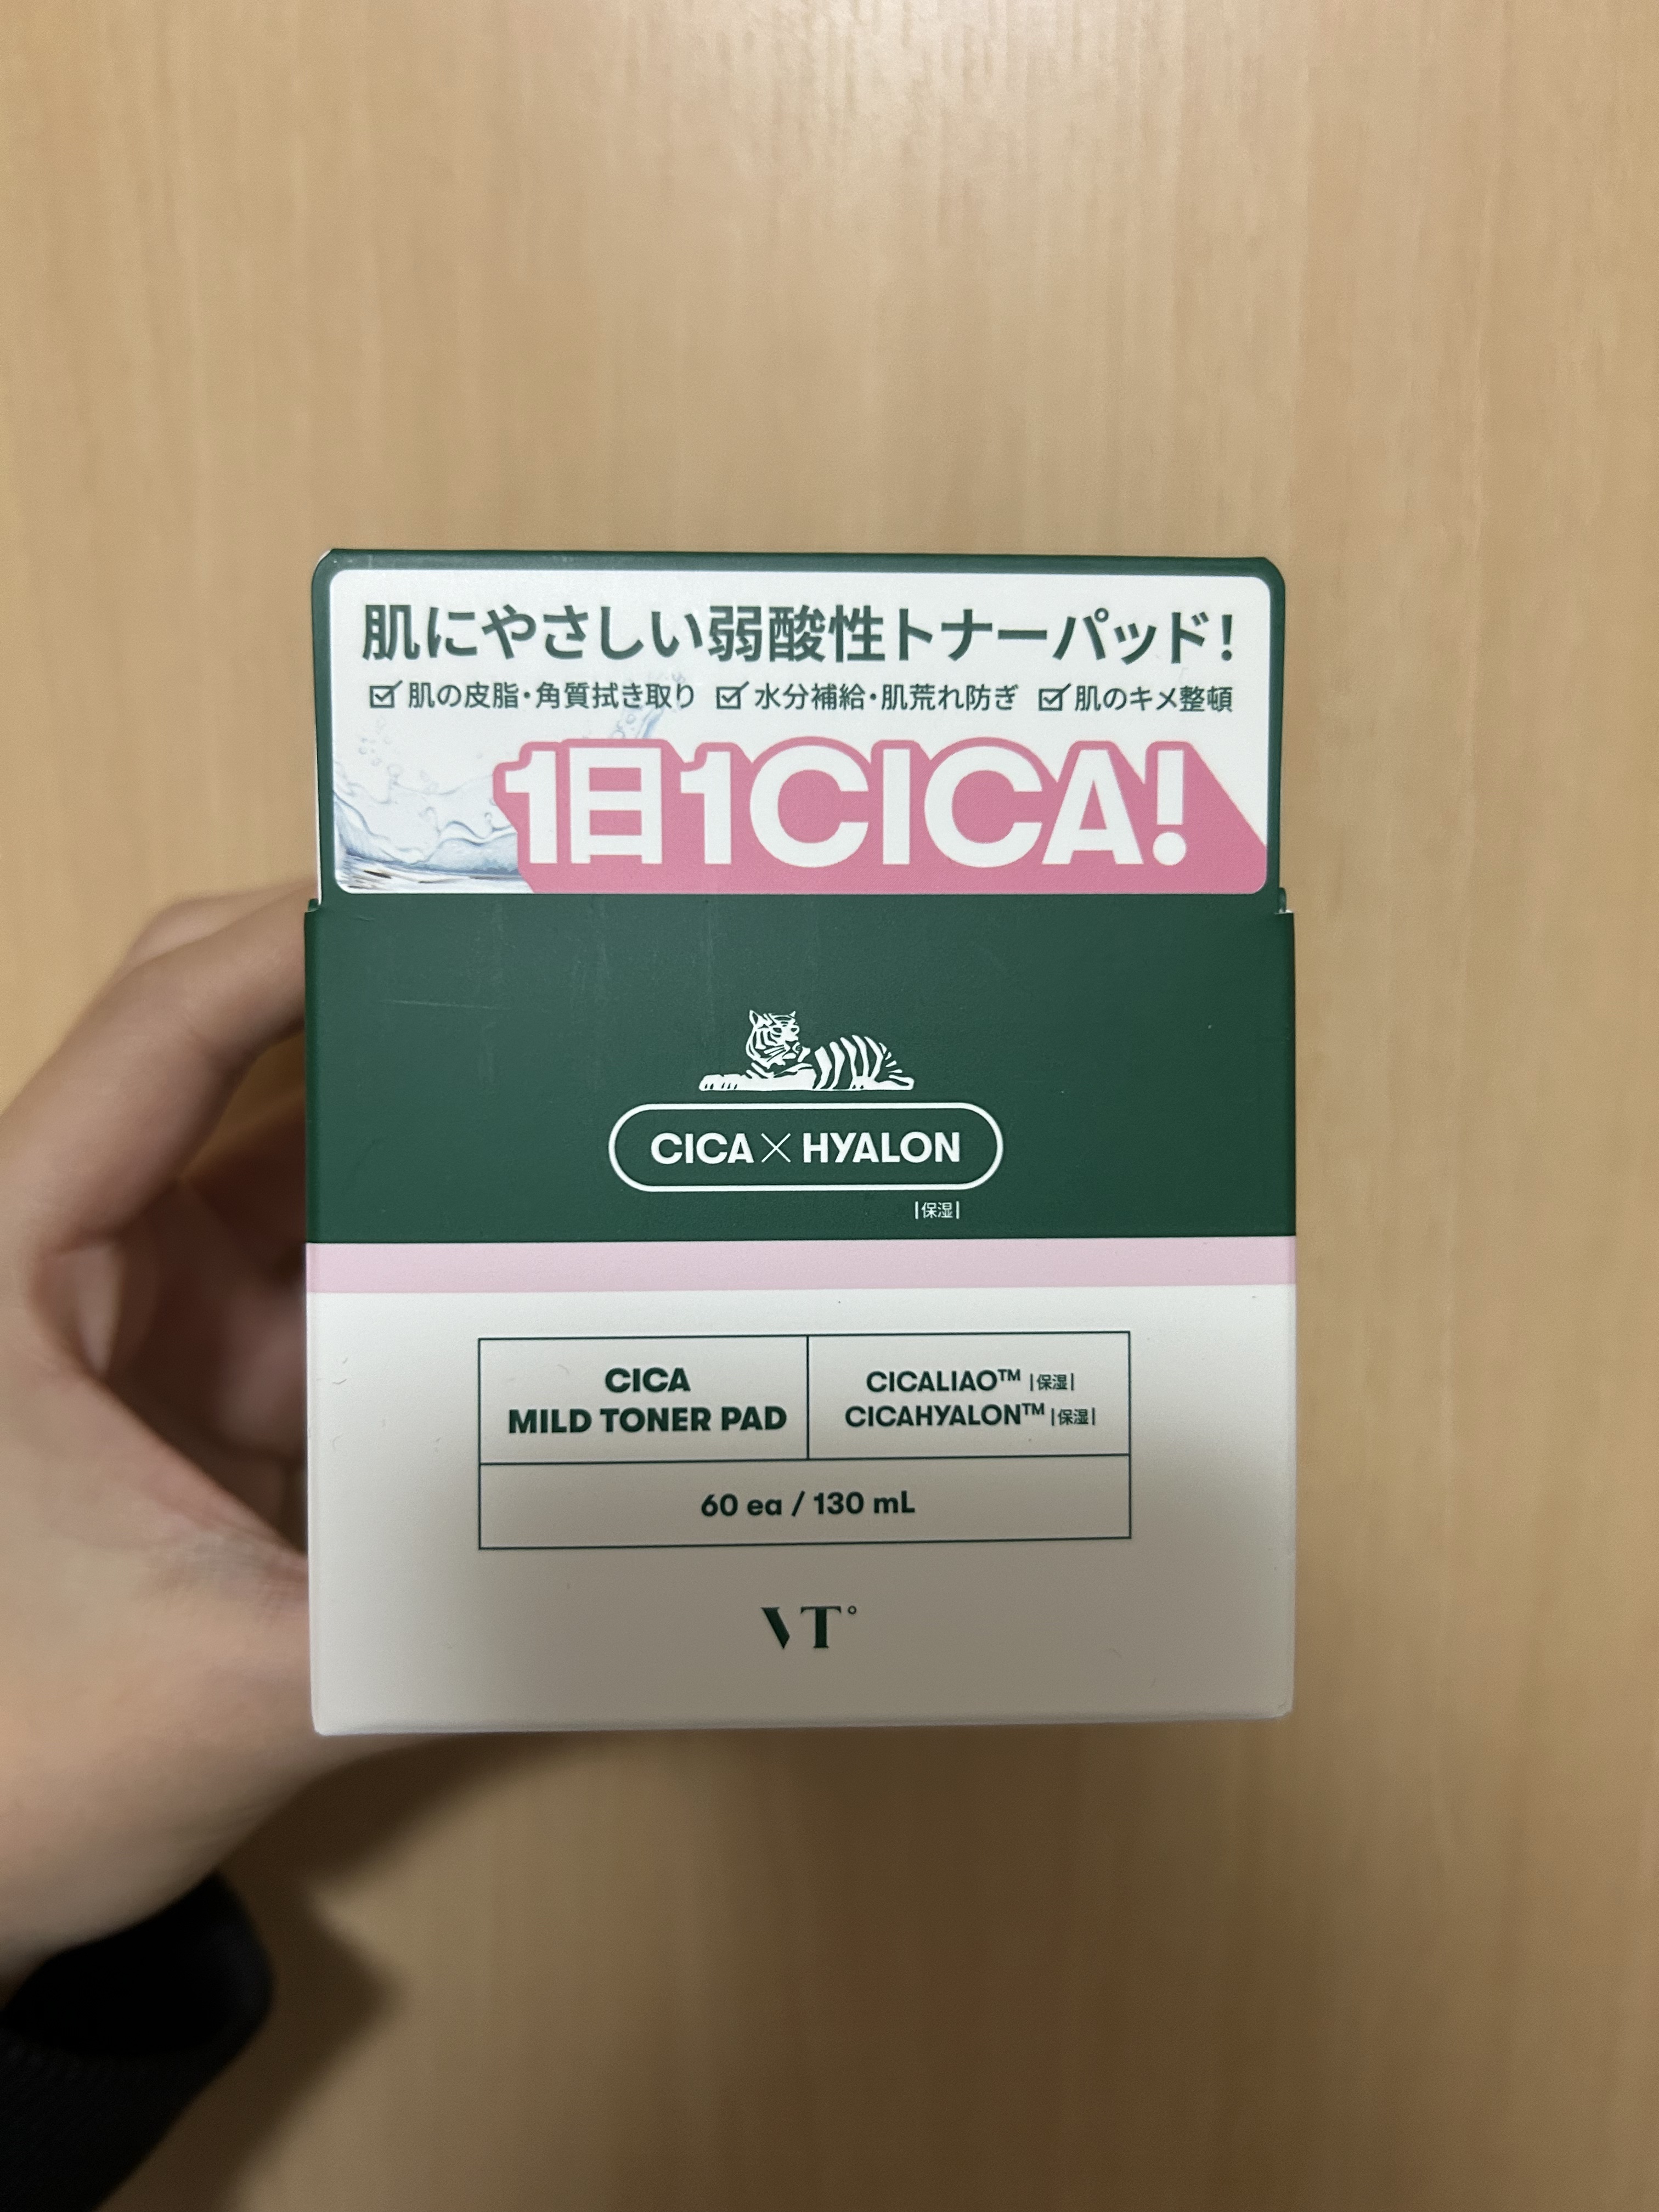 肌にやさしい弱酸性トナーパッド!
☑ 肌の皮脂・角質拭き取り ☑ 水分補給・肌荒れ防ぎ ☑ 肌のキメ整頓
1日1CICA!
CICA×HYALON
|保湿|
CICA
MILD TONER PAD
CICALIAO™ |保湿|
CICAHYALON™ |保湿|
60 ea / 130 mL
VT°